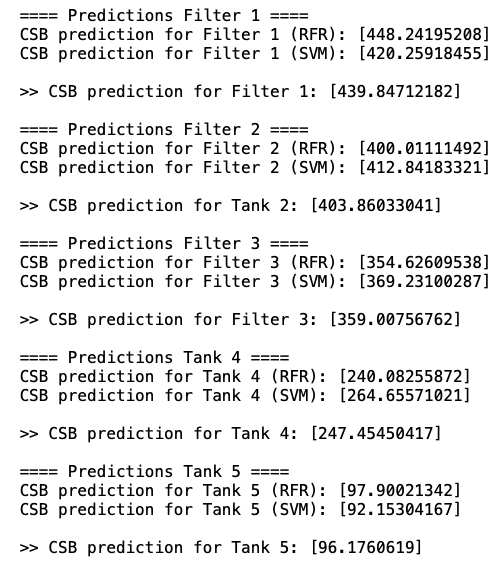 ==== Predictions Filter 1 ====
CSB prediction for Filter 1 (RFR): [448.24195208]
CSB prediction for Filter 1 (SVM): [420.25918455]
>> CSB prediction for Filter 1: [439.84712182]
==== Predictions Filter 2 ====
CSB prediction for Filter 2 (RFR): [400.01111492]
CSB prediction for Filter 2 (SVM): [412.84183321]
>> CSB prediction for Tank 2: [403.86033041]
==== Predictions Filter 3 ====
CSB prediction for Filter 3 (RFR): [354.62609538]
CSB prediction for Filter 3 (SVM): [369.23100287]
>> CSB prediction for Filter 3: [359.00756762]
==== Predictions Tank 4 ====
CSB prediction for Tank 4 (RFR): [240.08255872]
CSB prediction for Tank 4 (SVM): [264.65571021]
>> CSB prediction for Tank 4: [247.45450417]
==== Predictions Tank 5 ====
CSB prediction for Tank 5 (RFR): [97.90021342]
CSB prediction for Tank 5 (SVM): [92.15304167]
>> CSB prediction for Tank 5: [96.1760619]